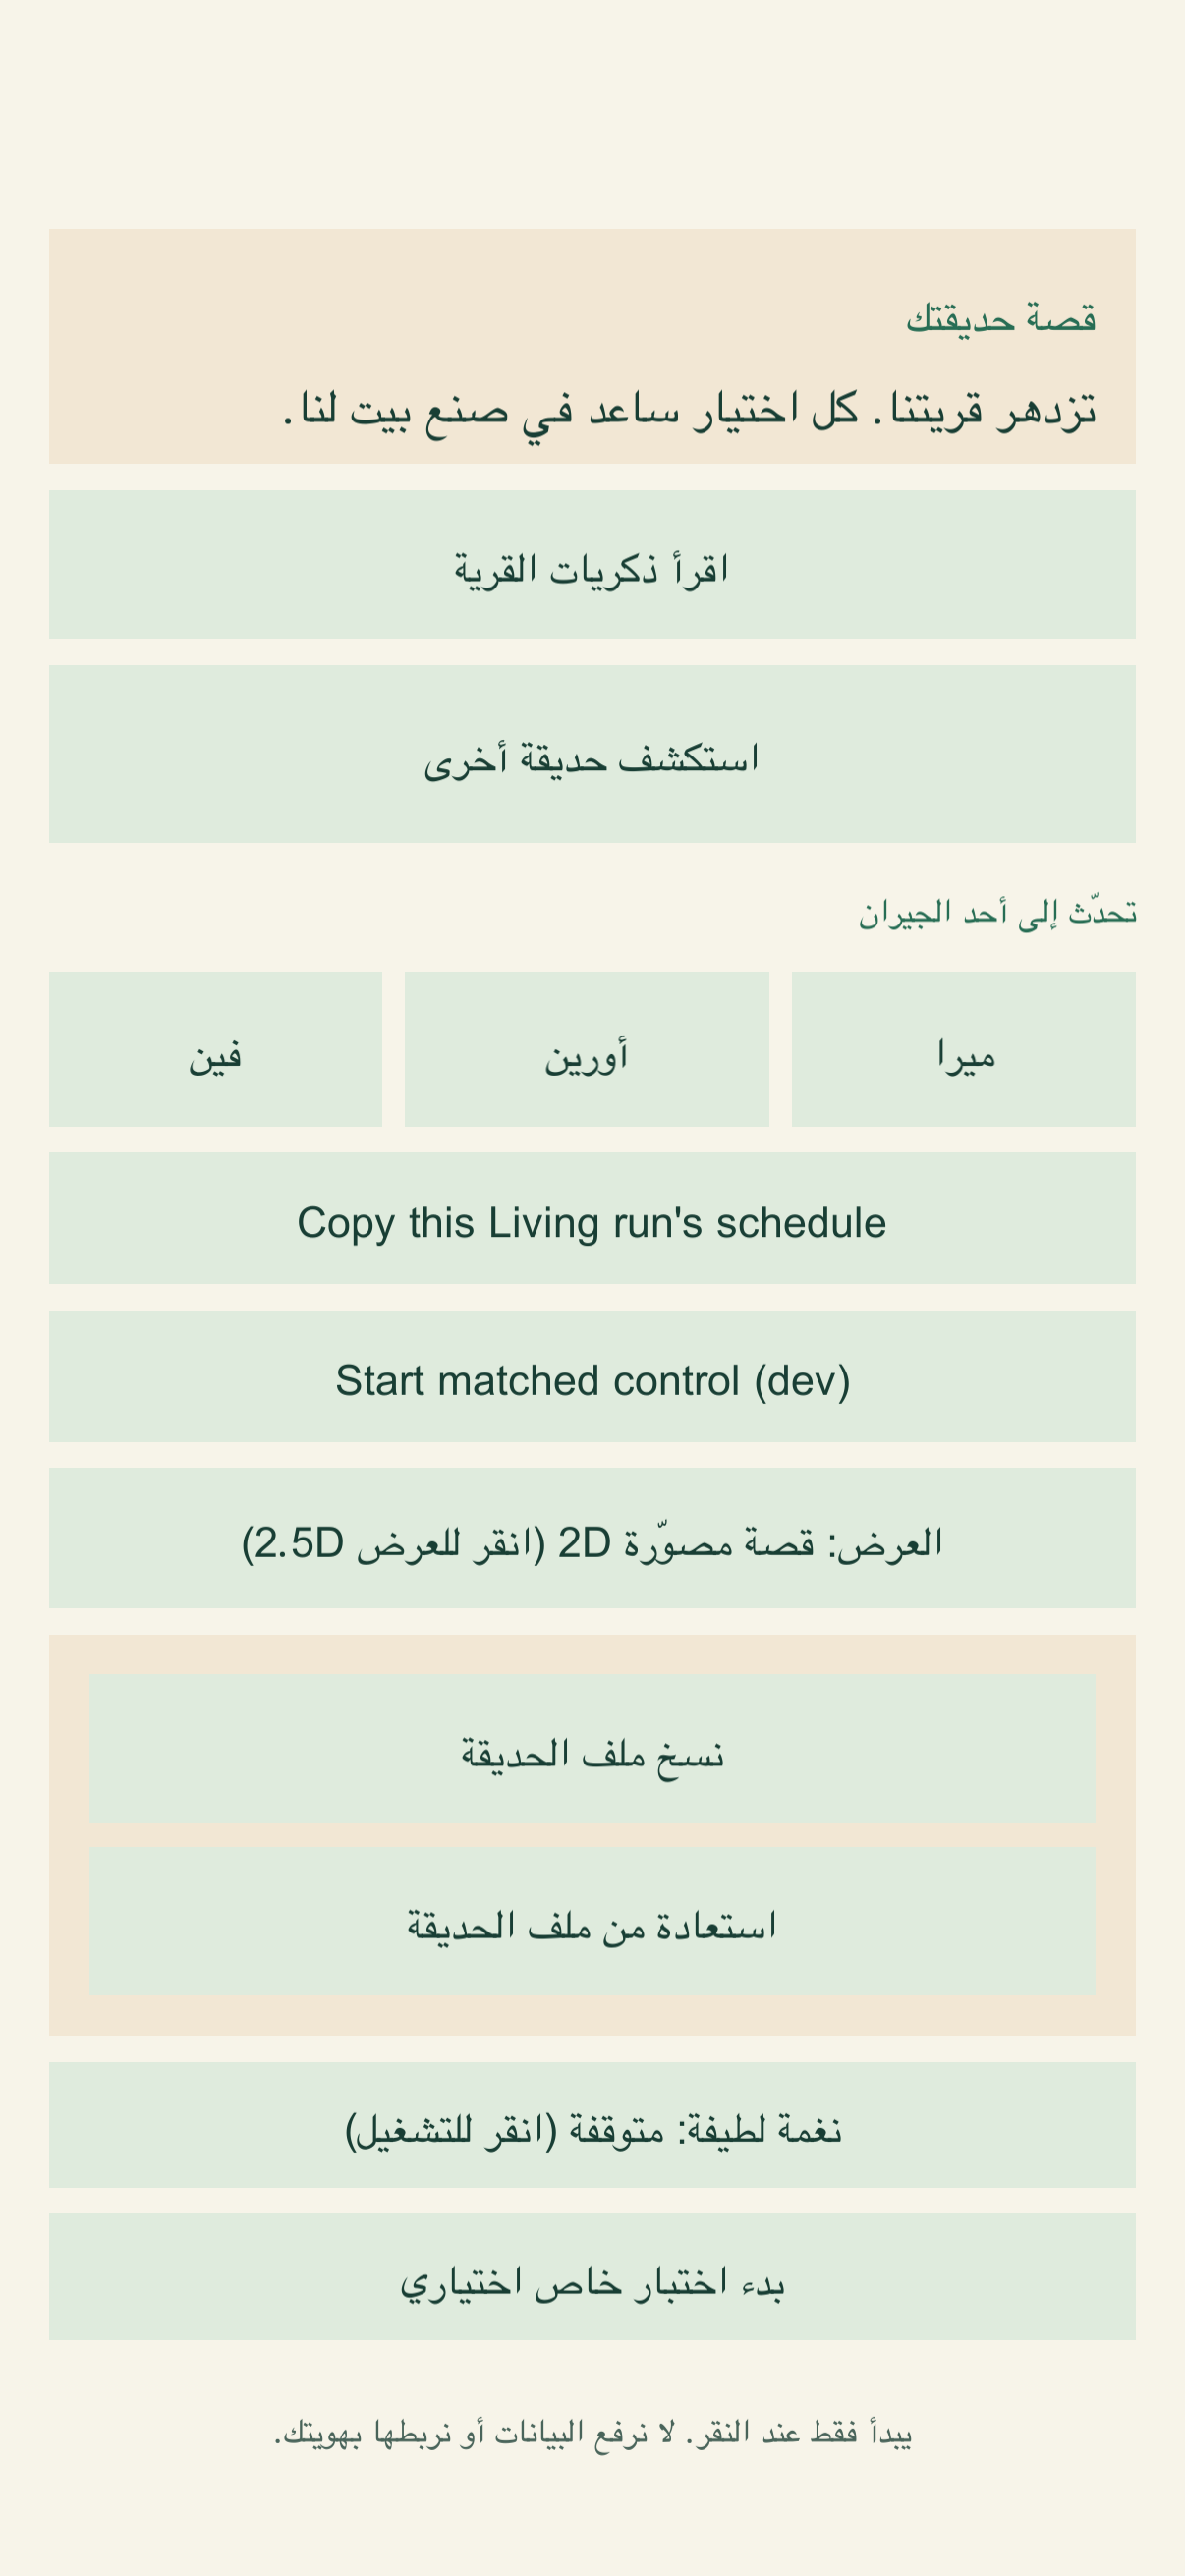 قصة حديقتك
تزدهر قريتنا. كل اختيار ساعد في صنع بيت لنا.
اقرأ ذكريات القرية
استكشف حديقة أخرى
تحدّث إلى أحد الجيران
ميرا
أورين
فين
Copy this Living run's schedule
Start matched control (dev)
العرض: قصة مصوّرة 2D (انقر للعرض 2.5D)
نسخ ملف الحديقة
استعادة من ملف الحديقة
نغمة لطيفة: متوقفة (انقر للتشغيل)
بدء اختبار خاص اختياري
يبدأ فقط عند النقر. لا نرفع البيانات أو نربطها بهويتك.